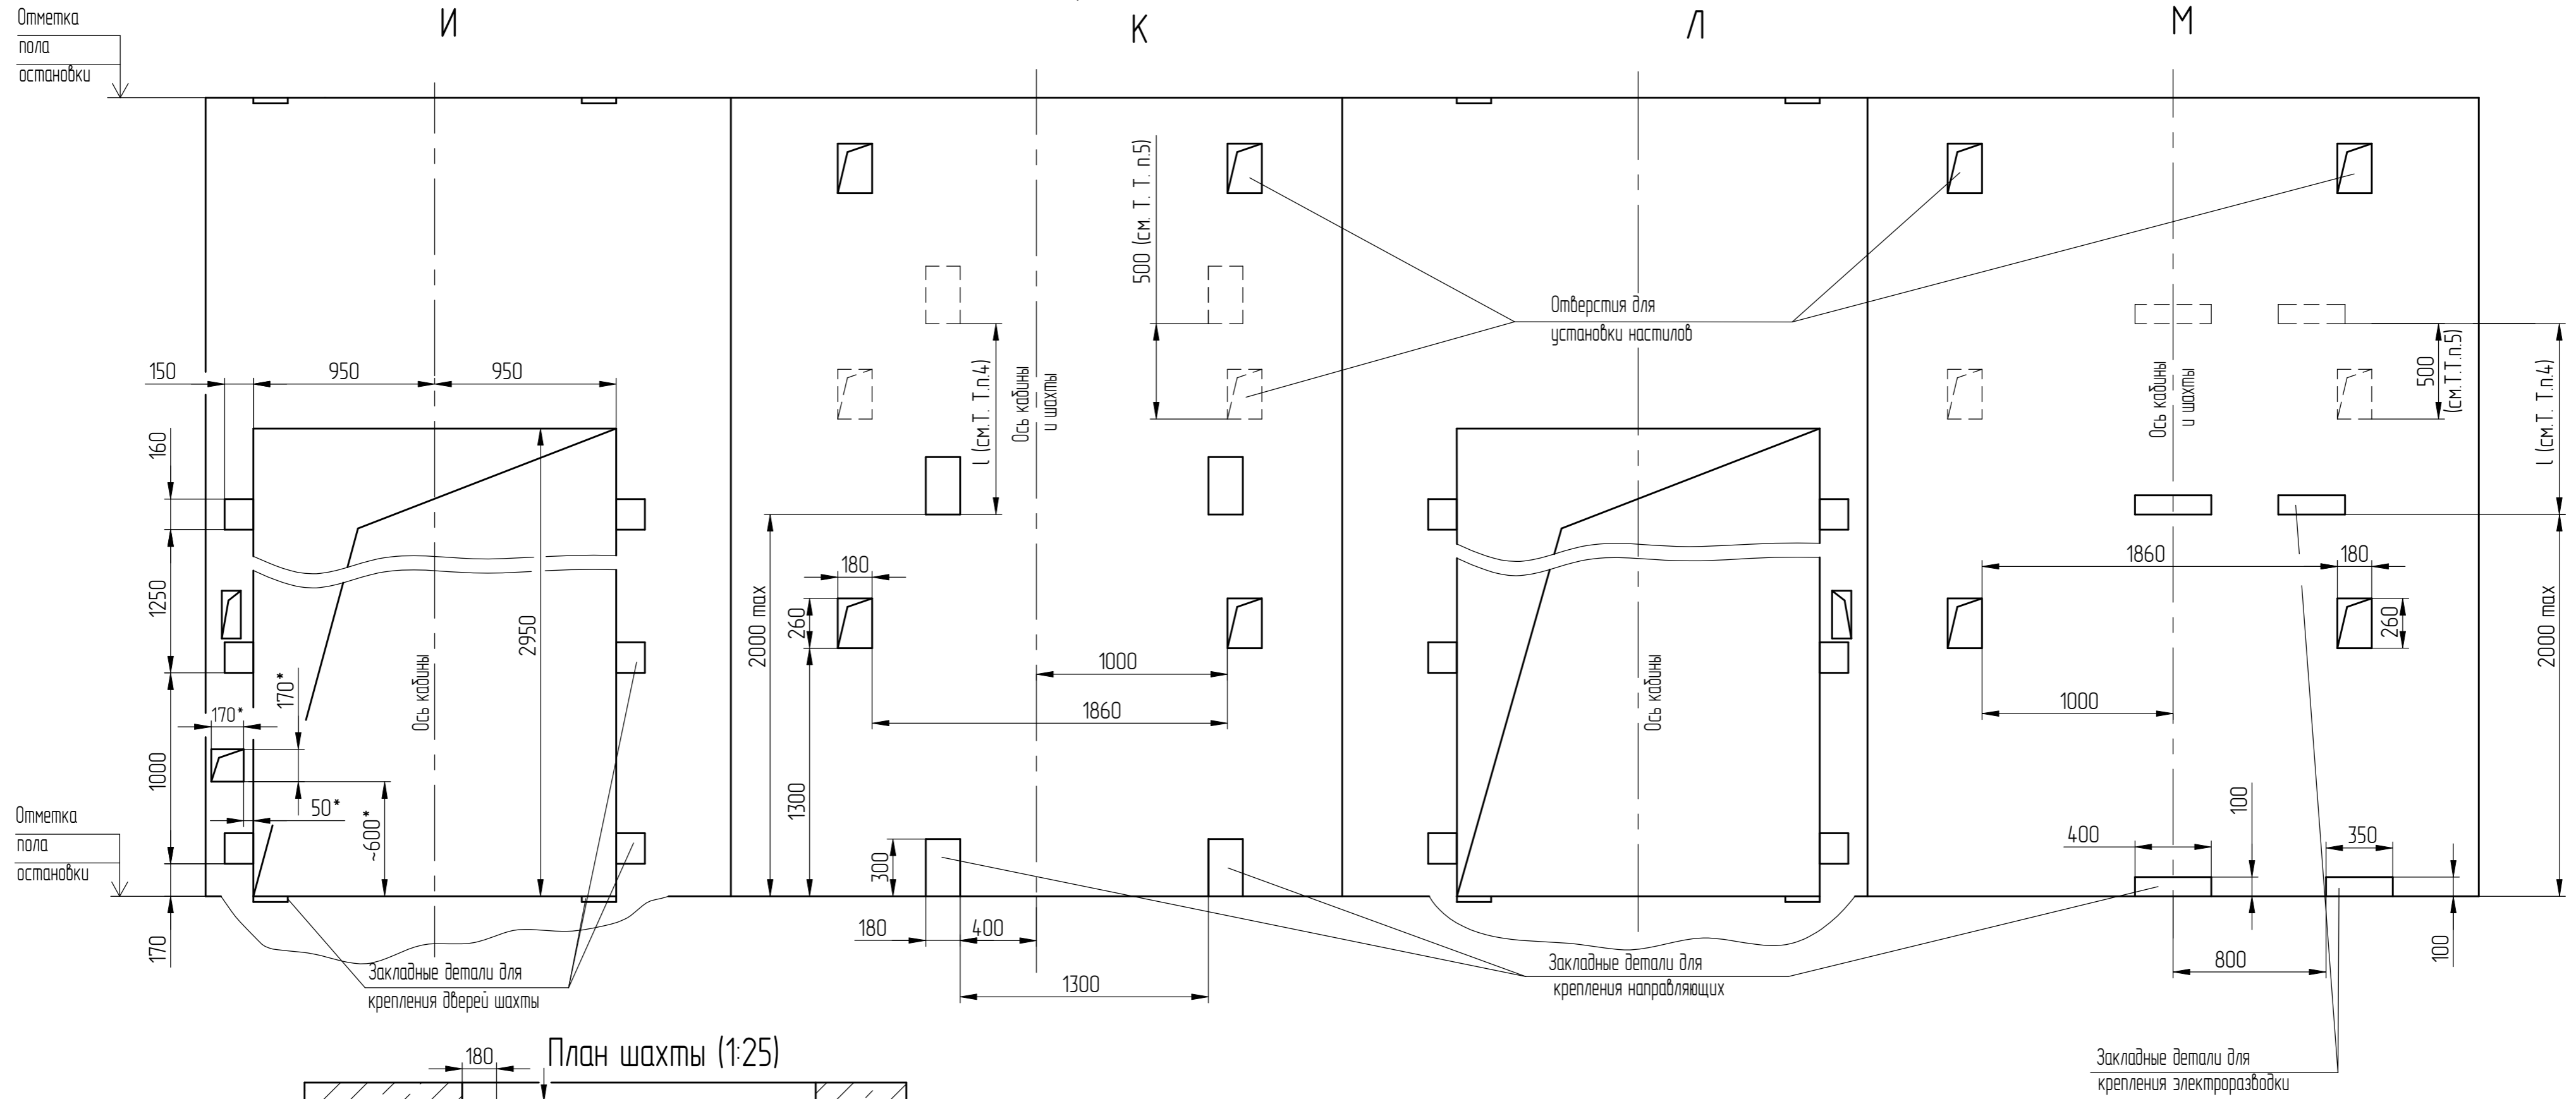 И
К
Л
М
Отметка
пола
остановки
150
950
950
160
1250
1000
170
170*
170*
50*
~600*
2950
Ось кабины
Отметка
пола
остановки
Закладные детали для
крепления дверей шахты
500 (см. Т. Т. п.5)
l (см.Т. Т.п.4)
Ось кабины
и шахты
2000 max
180
260
1300
1000
1860
300
180
400
1300
Отверстия для
установки настилов
Ось кабины
Закладные детали для
крепления направляющих
Ось кабины
и шахты
500
(см.Т.Т.п.5)
l (см.Т. Т.п.4)
1860
180
260
2000 max
1000
400
100
350
800
100
Закладные детали для
крепления электроразводки
План шахты (1:25)
180